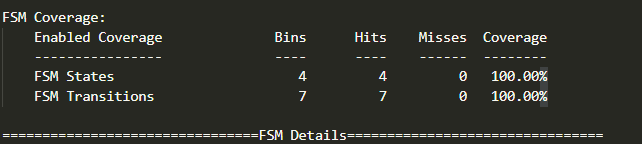 FSM Coverage:
    Enabled Coverage              Bins      Hits    Misses  Coverage
    ----------------              ----      ----    ------  --------
    FSM States                       4         4         0   100.00%
    FSM Transitions                  7         7         0   100.00%
================================FSM Details================================